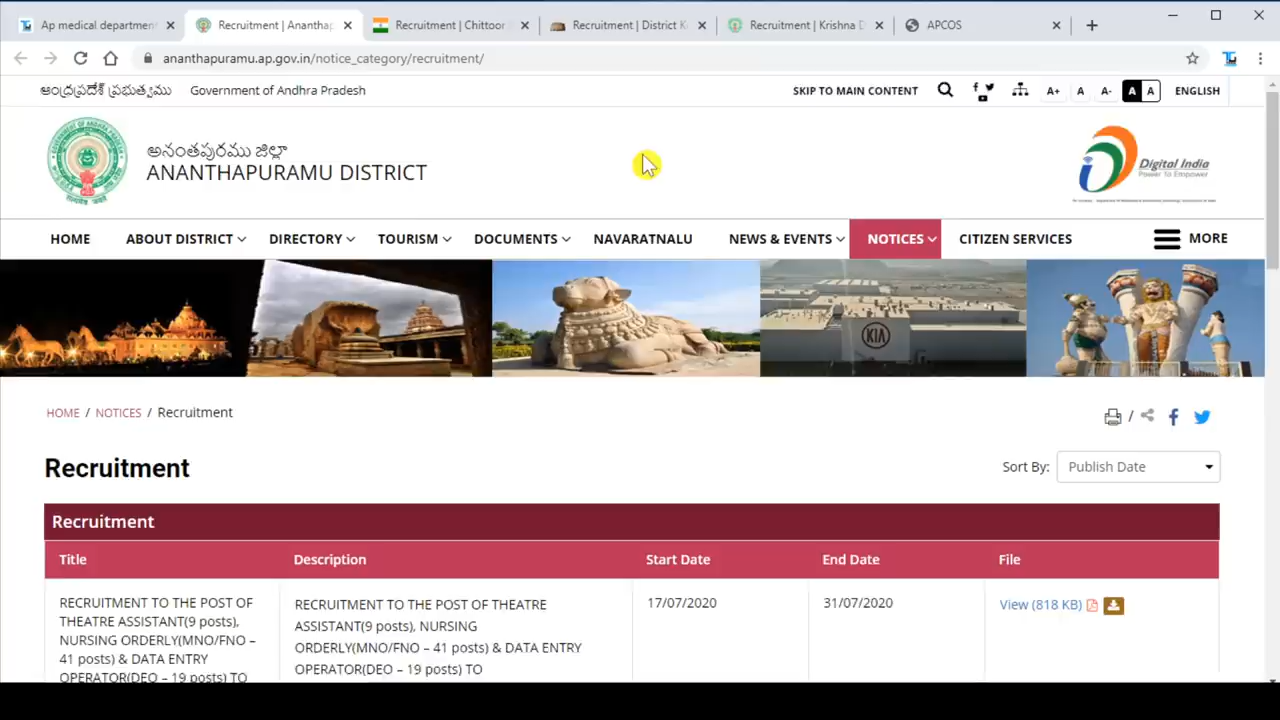 Ap medical department
Recruitment | Ananthap
Recruitment | Chittoor
Recruitment | District K
Recruitment | Krishna D
APCOS
ananthapuramu.ap.gov.in/notice_category/recruitment/
ఆంధ్రప్రదేశ్ ప్రభుత్వము Government of Andhra Pradesh
SKIP TO MAIN CONTENT
A+ A A- A A ENGLISH
అనంతపురము జిల్లా
ANANTHAPURAMU DISTRICT
Digital India
Power To Empower
HOME ABOUT DISTRICT DIRECTORY TOURISM DOCUMENTS NAVARATNALU NEWS & EVENTS NOTICES CITIZEN SERVICES MORE
KIA
HOME / NOTICES / Recruitment
/
Recruitment
Sort By: Publish Date
Recruitment
Title Description Start Date End Date File
RECRUITMENT TO THE POST OF
THEATRE ASSISTANT(9 posts),
NURSING ORDERLY(MNO/FNO –
41 posts) & DATA ENTRY
OPERATOR(DEO – 19 posts) TO
RECRUITMENT TO THE POST OF THEATRE
ASSISTANT(9 posts), NURSING
ORDERLY(MNO/FNO – 41 posts) & DATA ENTRY
OPERATOR(DEO – 19 posts) TO
17/07/2020
31/07/2020
View (818 KB)